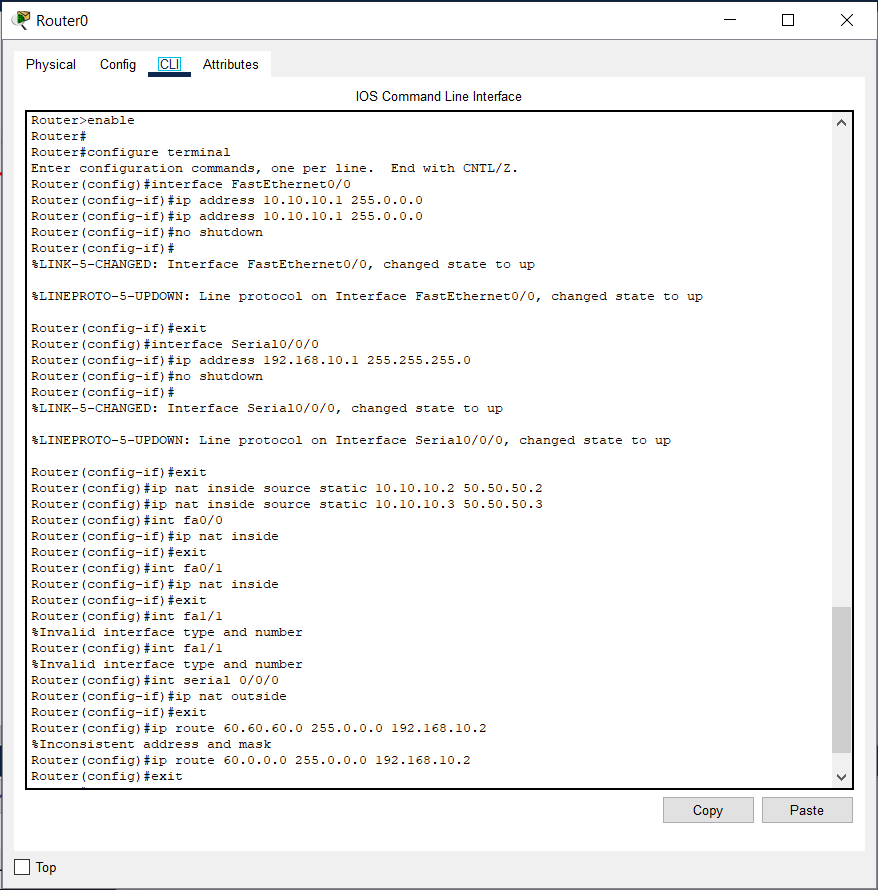 Router0
Physical Config CLI Attributes
IOS Command Line Interface
Router>enable
Router#
Router#configure terminal
Enter configuration commands, one per line.  End with CNTL/Z.
Router(config)#interface FastEthernet0/0
Router(config-if)#ip address 10.10.10.1 255.0.0.0
Router(config-if)#ip address 10.10.10.1 255.0.0.0
Router(config-if)#no shutdown
Router(config-if)#
%LINK-5-CHANGED: Interface FastEthernet0/0, changed state to up
%LINEPROTO-5-UPDOWN: Line protocol on Interface FastEthernet0/0, changed state to up
Router(config-if)#exit
Router(config)#interface Serial0/0/0
Router(config-if)#ip address 192.168.10.1 255.255.255.0
Router(config-if)#no shutdown
Router(config-if)#
%LINK-5-CHANGED: Interface Serial0/0/0, changed state to up
%LINEPROTO-5-UPDOWN: Line protocol on Interface Serial0/0/0, changed state to up
Router(config-if)#exit
Router(config)#ip nat inside source static 10.10.10.2 50.50.50.2
Router(config)#ip nat inside source static 10.10.10.3 50.50.50.3
Router(config)#int fa0/0
Router(config-if)#ip nat inside
Router(config-if)#exit
Router(config)#int fa0/1
Router(config-if)#ip nat inside
Router(config-if)#exit
Router(config)#int fa1/1
%Invalid interface type and number
Router(config)#int fa1/1
%Invalid interface type and number
Router(config)#int serial 0/0/0
Router(config-if)#ip nat outside
Router(config-if)#exit
Router(config)#ip route 60.60.60.0 255.0.0.0 192.168.10.2
%Inconsistent address and mask
Router(config)#ip route 60.0.0.0 255.0.0.0 192.168.10.2
Router(config)#exit
Copy Paste
Top